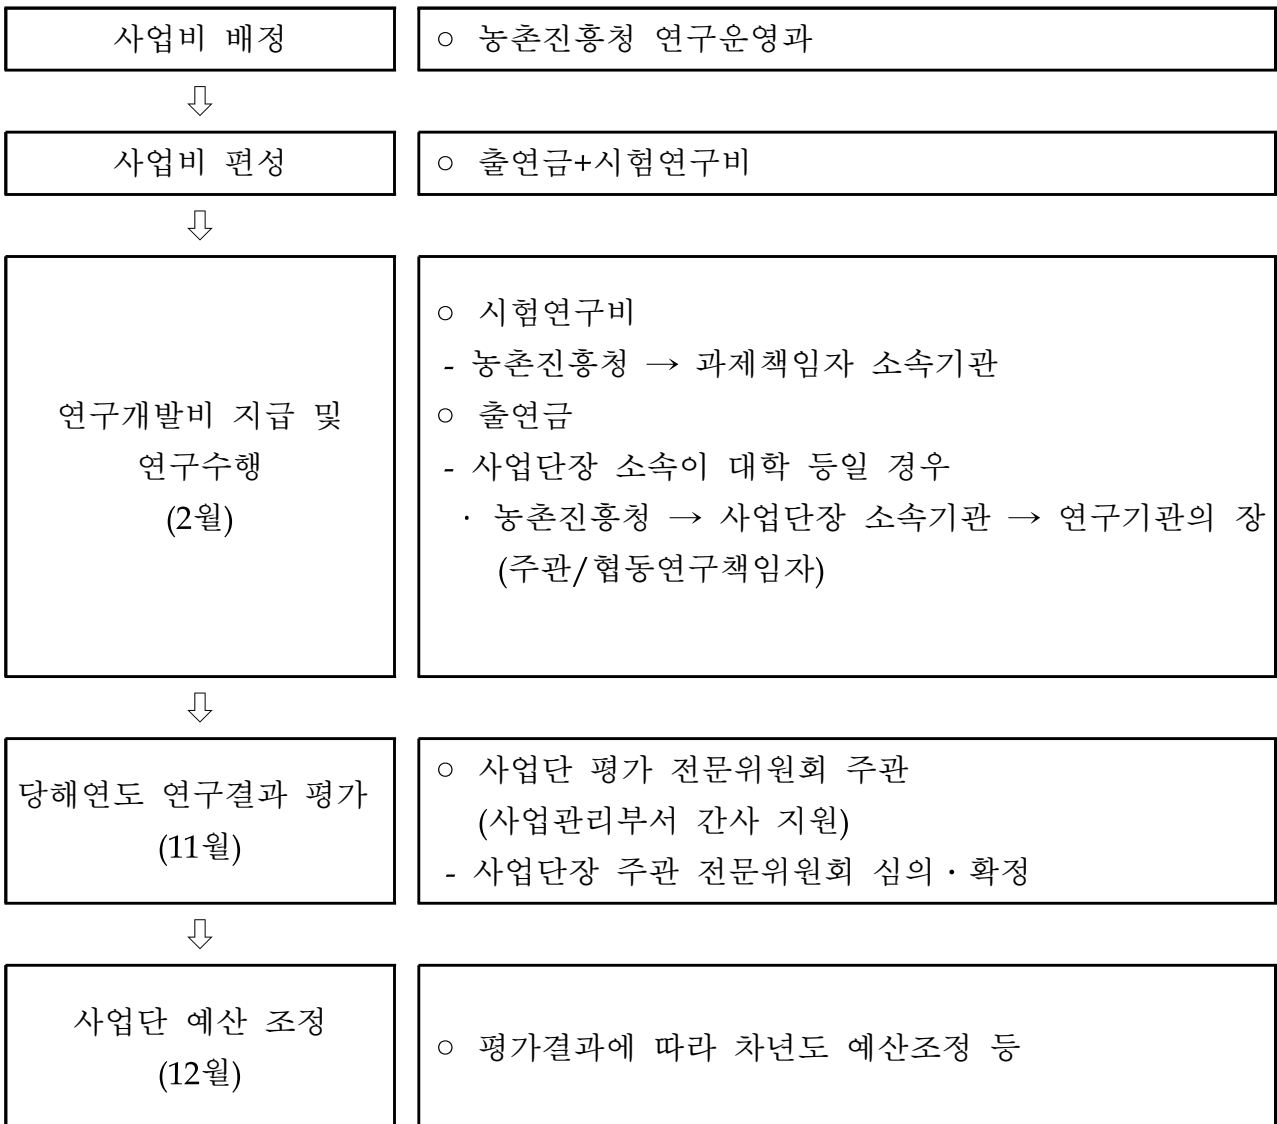 사업비 배정
○ 농촌진흥청 연구운영과
⇩
사업비 편성
○ 출연금+시험연구비
⇩
연구개발비 지급 및
연구수행
(2월)
○ 시험연구비
- 농촌진흥청 → 과제책임자 소속기관
○ 출연금
- 사업단장 소속이 대학 등일 경우
· 농촌진흥청 → 사업단장 소속기관 → 연구기관의 장
(주관/협동연구책임자)
⇩
당해연도 연구결과 평가
(11월)
○ 사업단 평가 전문위원회 주관
(사업관리부서 간사 지원)
- 사업단장 주관 전문위원회 심의·확정
⇩
사업단 예산 조정
(12월)
○ 평가결과에 따라 차년도 예산조정 등